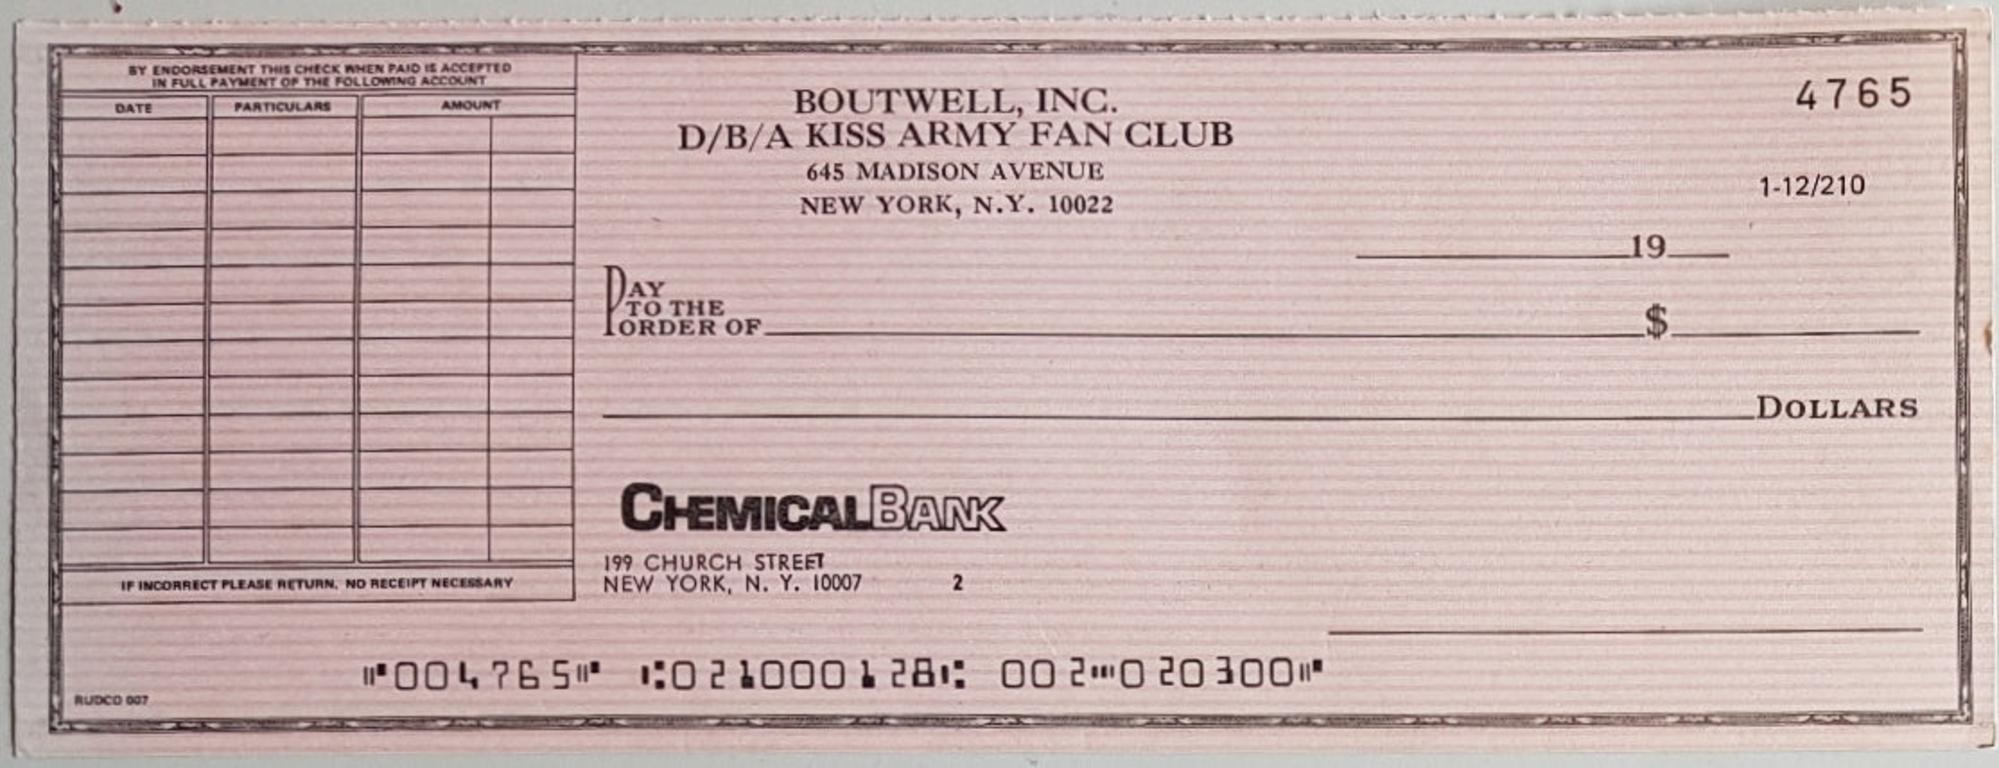 BY ENDORSEMENT THIS CHECK WHEN PAID IS ACCEPTED
IN FULL PAYMENT OF THE FOLLOWING ACCOUNT
DATE PARTICULARS AMOUNT
IF INCORRECT PLEASE RETURN. NO RECEIPT NECESSARY
BOUTWELL, INC.
D/B/A KISS ARMY FAN CLUB
645 MADISON AVENUE
NEW YORK, N.Y. 10022
4765
1-12/210
19
PAY
TO THE
ORDER OF $
DOLLARS
CHEMICALBANK
199 CHURCH STREET
NEW YORK, N. Y. 10007 2
⑈004765⑈ ⑆021000128⑆ 002⑉020300⑈
RUDCO 007